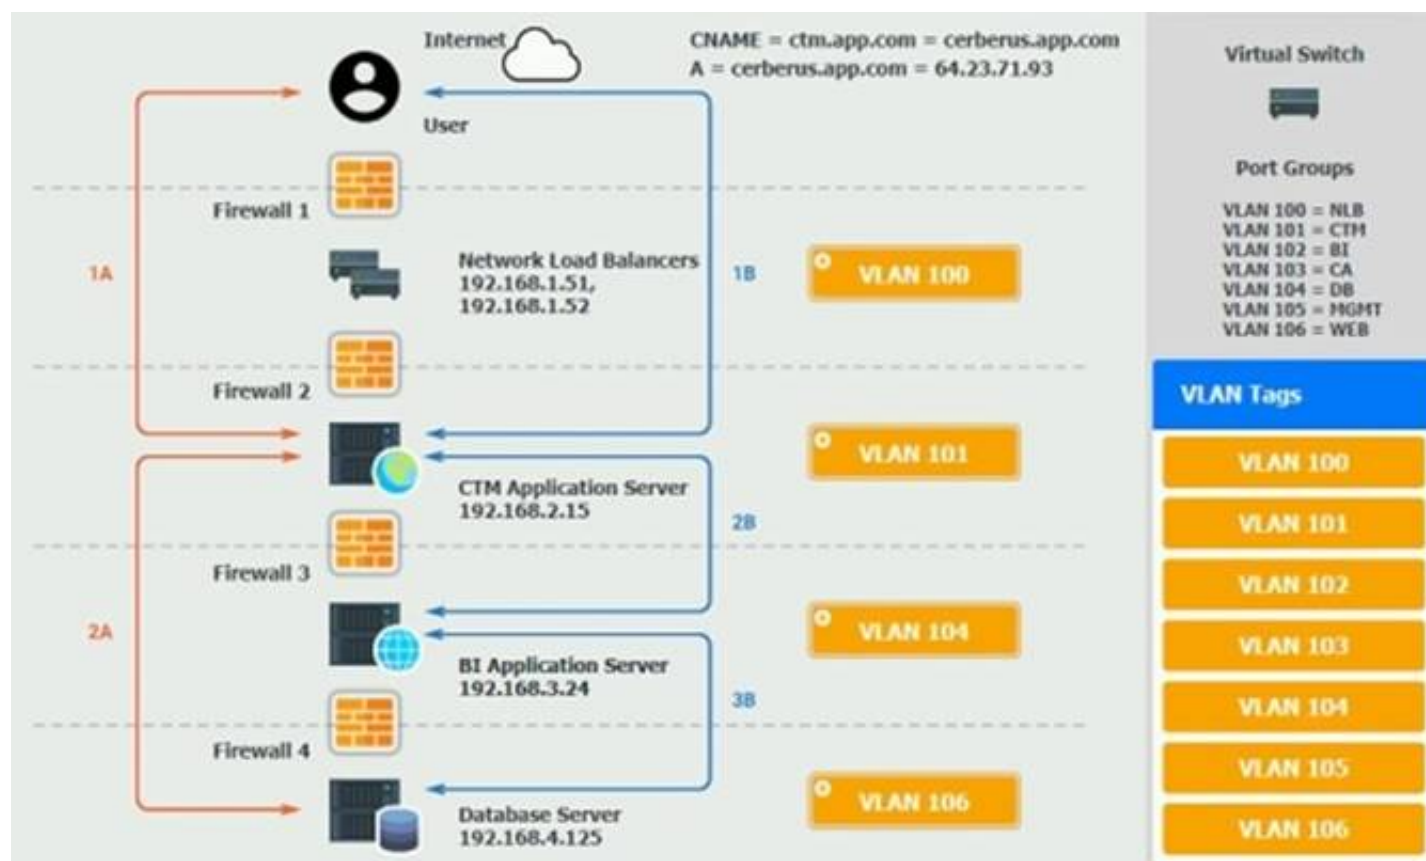 Internet
CNAME = ctm.app.com = cerberus.app.com
A = cerberus.app.com = 64.23.71.93
User
Firewall 1
1A
Network Load Balancers
192.168.1.51,
192.168.1.52
1B
VLAN 100
Firewall 2
VLAN 101
CTM Application Server
192.168.2.15
2B
Firewall 3
2A
VLAN 104
BI Application Server
192.168.3.24
3B
Firewall 4
VLAN 106
Database Server
192.168.4.125
Virtual Switch
Port Groups
VLAN 100 = NLB
VLAN 101 = CTM
VLAN 102 = BI
VLAN 103 = CA
VLAN 104 = DB
VLAN 105 = MGMT
VLAN 106 = WEB
VLAN Tags
VLAN 100
VLAN 101
VLAN 102
VLAN 103
VLAN 104
VLAN 105
VLAN 106